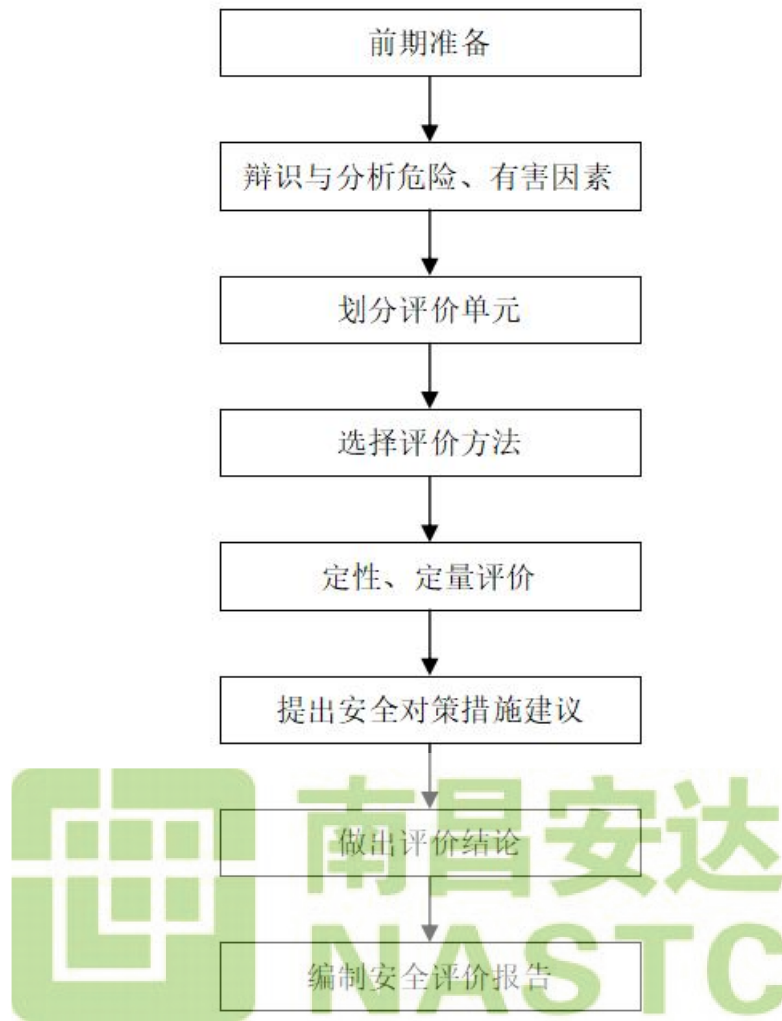 前期准备
辩识与分析危险、有害因素
划分评价单元
选择评价方法
定性、定量评价
提出安全对策措施建议
做出评价结论
编制安全评价报告
南昌安达
NASTC